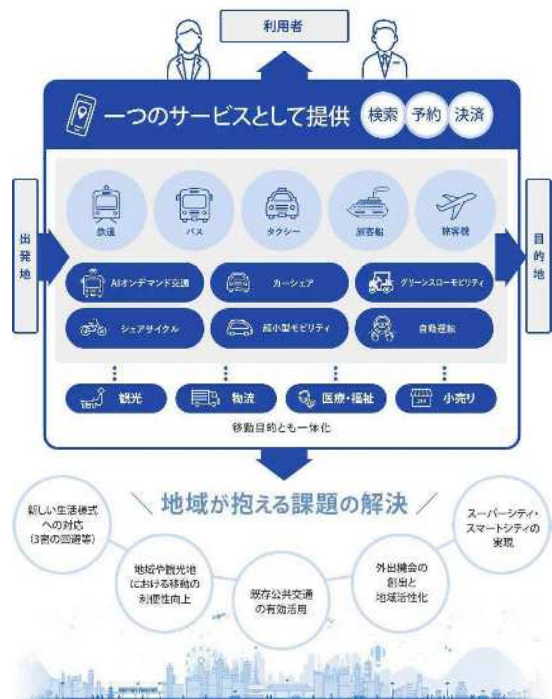 利用者
一つのサービスとして提供 検索 予約 決済
出発地
目的地
鉄道 バス タクシー 旅客船 旅客機
AIオンデマンド交通 カーシェア グリーンスローモビリティ
シェアサイクル 超小型モビリティ 自動運転
観光 物流 医療・福祉 小売り
移動目的とも一体化
地域が抱える課題の解決
新しい生活様式
への対応
(3密の回避等)
地域や観光地
における移動の
利便性向上
既存公共交通
の有効活用
外出機会の
創出と
地域活性化
スーパーシティ・
スマートシティの
実現